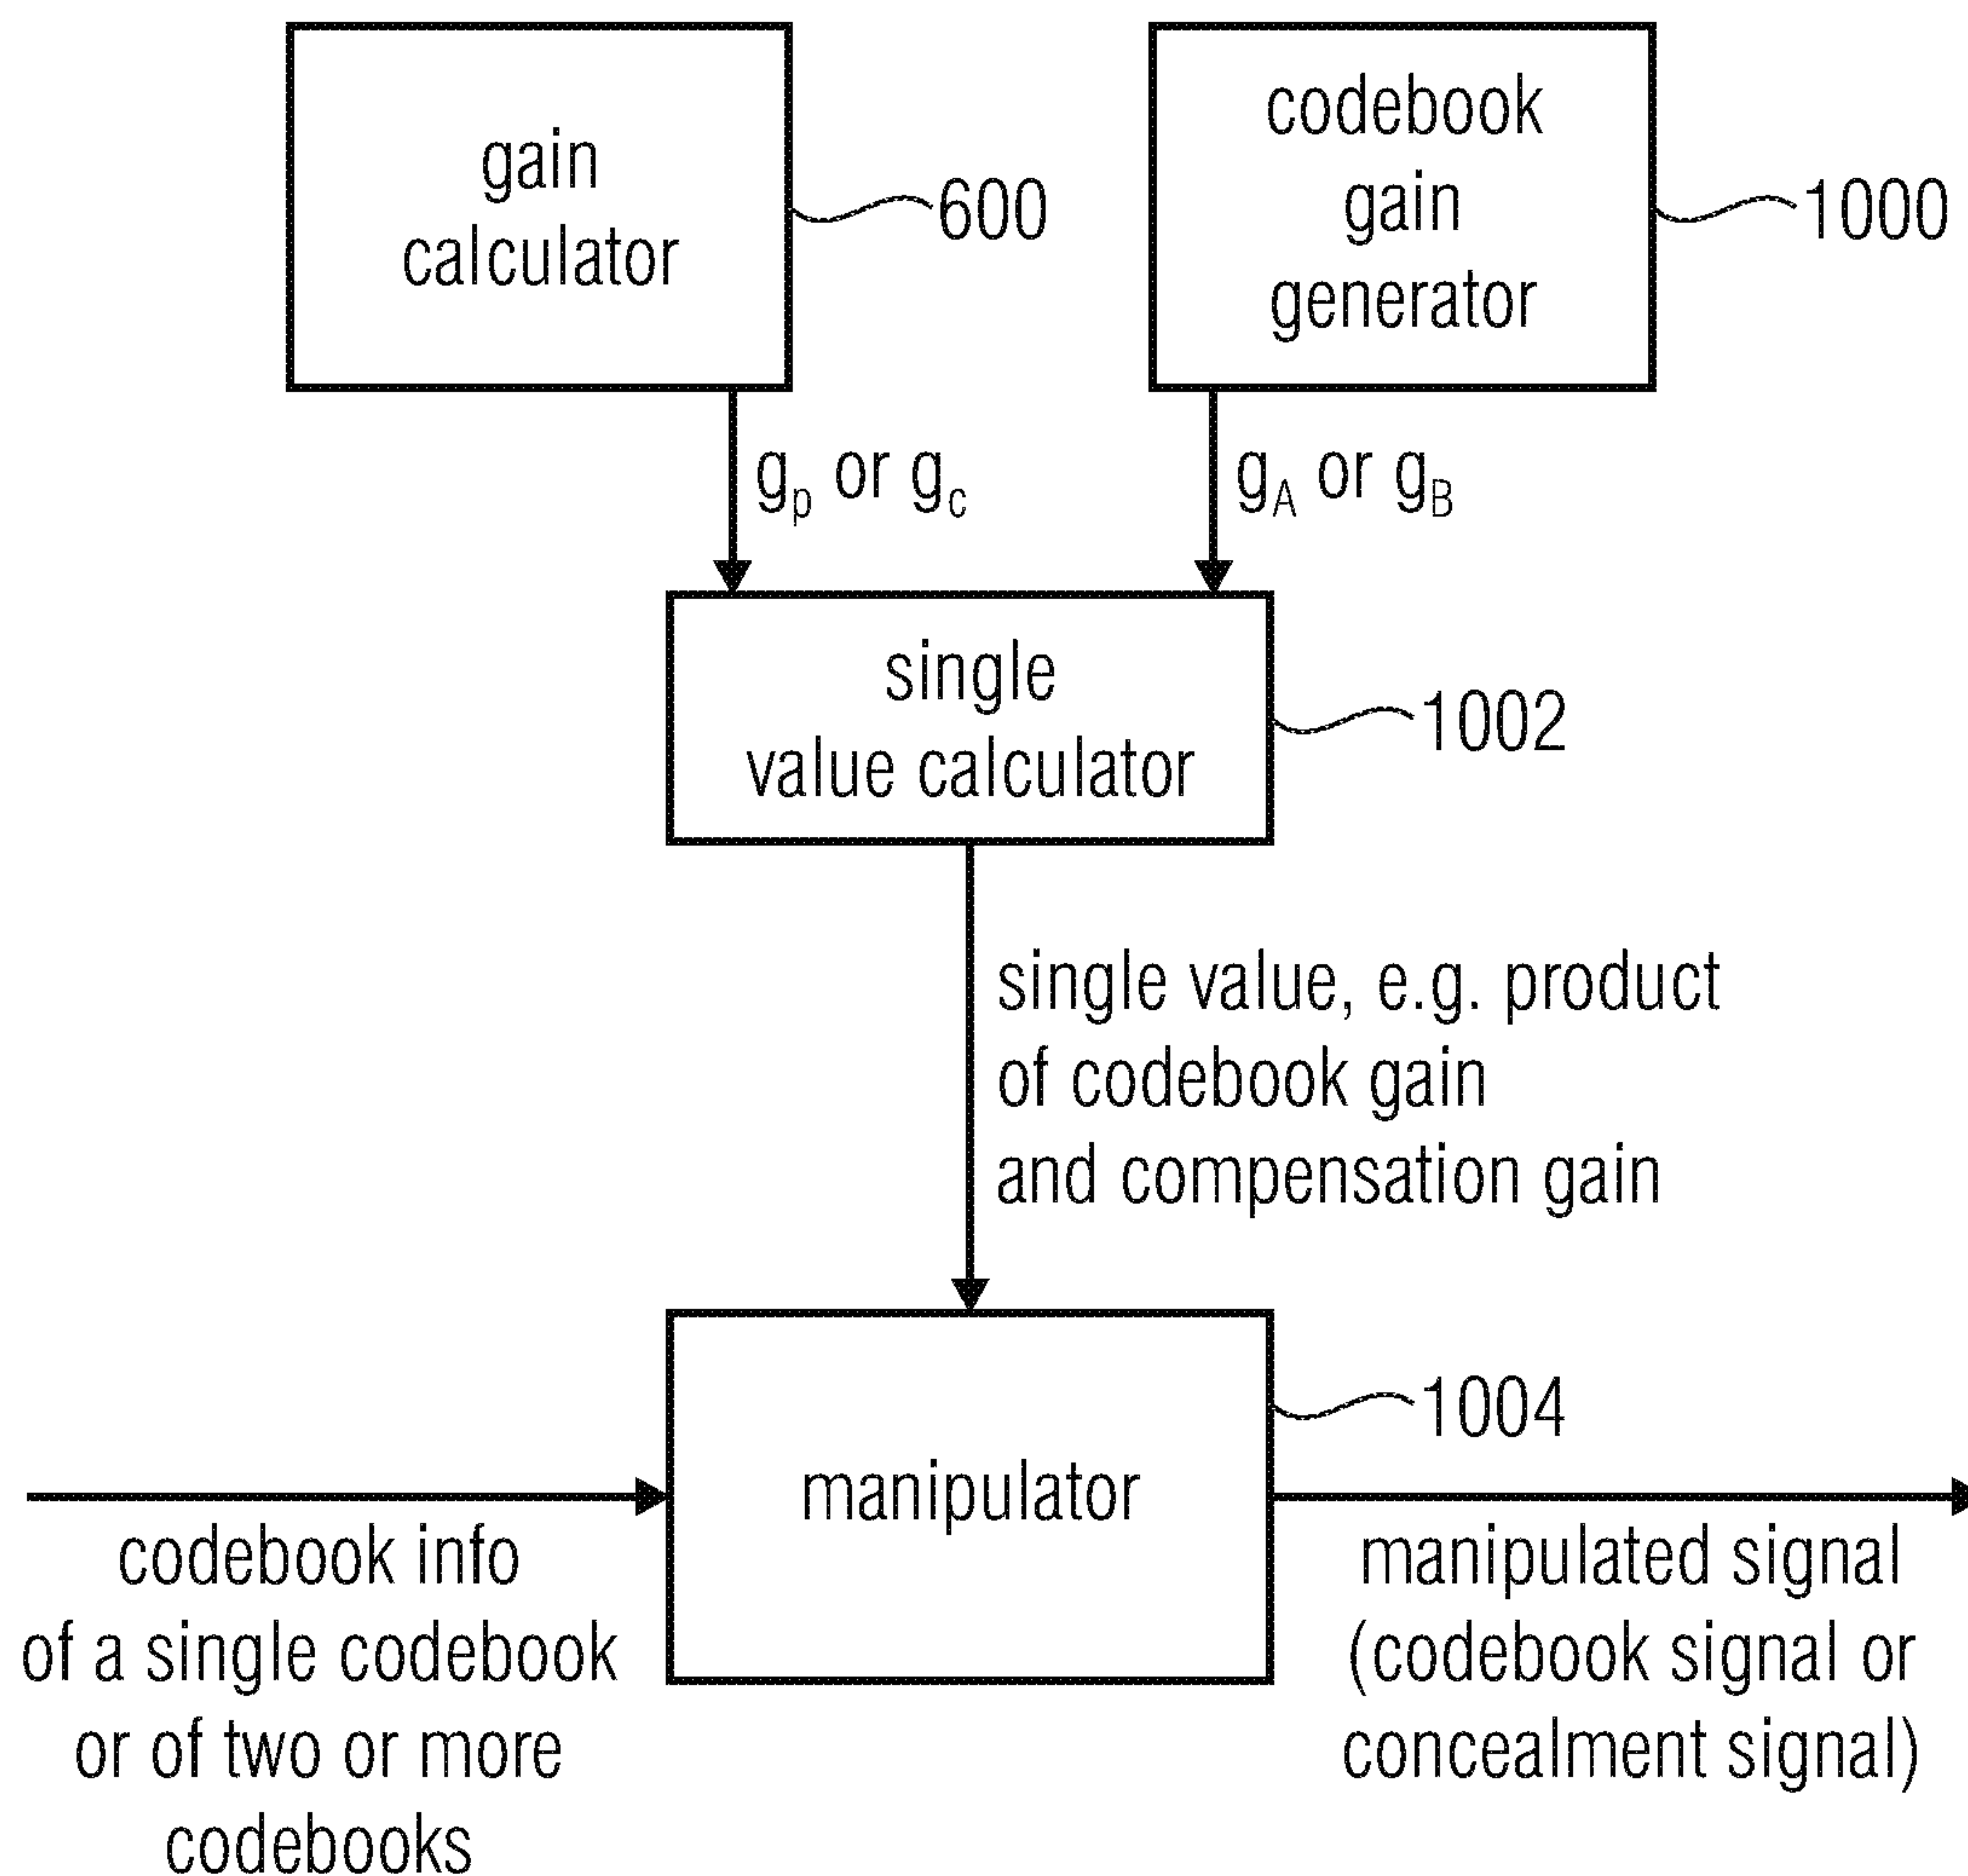 gain
calculator
600
codebook
gain
generator
1000
gp or gc
gA or gB
single
value calculator
1002
single value, e.g. product
of codebook gain
and compensation gain
manipulator
1004
codebook info
of a single codebook
or of two or more
codebooks
manipulated signal
(codebook signal or
concealment signal)